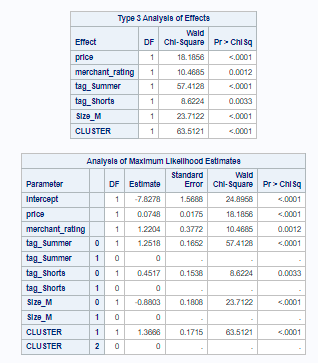 Type 3 Analysis of Effects
Effect DF Wald Chi-Square Pr > ChiSq
price 1 18.1856 <.0001
merchant_rating 1 10.4685 0.0012
tag_Summer 1 57.4128 <.0001
tag_Shorts 1 8.6224 0.0033
Size_M 1 23.7122 <.0001
CLUSTER 1 63.5121 <.0001
Analysis of Maximum Likelihood Estimates
Parameter DF Estimate Standard Error Wald Chi-Square Pr > ChiSq
Intercept 1 -7.8278 1.5688 24.8958 <.0001
price 1 0.0748 0.0175 18.1856 <.0001
merchant_rating 1 1.2204 0.3772 10.4685 0.0012
tag_Summer 0 1 1.2518 0.1652 57.4128 <.0001
tag_Summer 1 0 0 . . .
tag_Shorts 0 1 0.4517 0.1538 8.6224 0.0033
tag_Shorts 1 0 0 . . .
Size_M 0 1 -0.8803 0.1808 23.7122 <.0001
Size_M 1 0 0 . . .
CLUSTER 1 1 1.3666 0.1715 63.5121 <.0001
CLUSTER 2 0 0 . . .